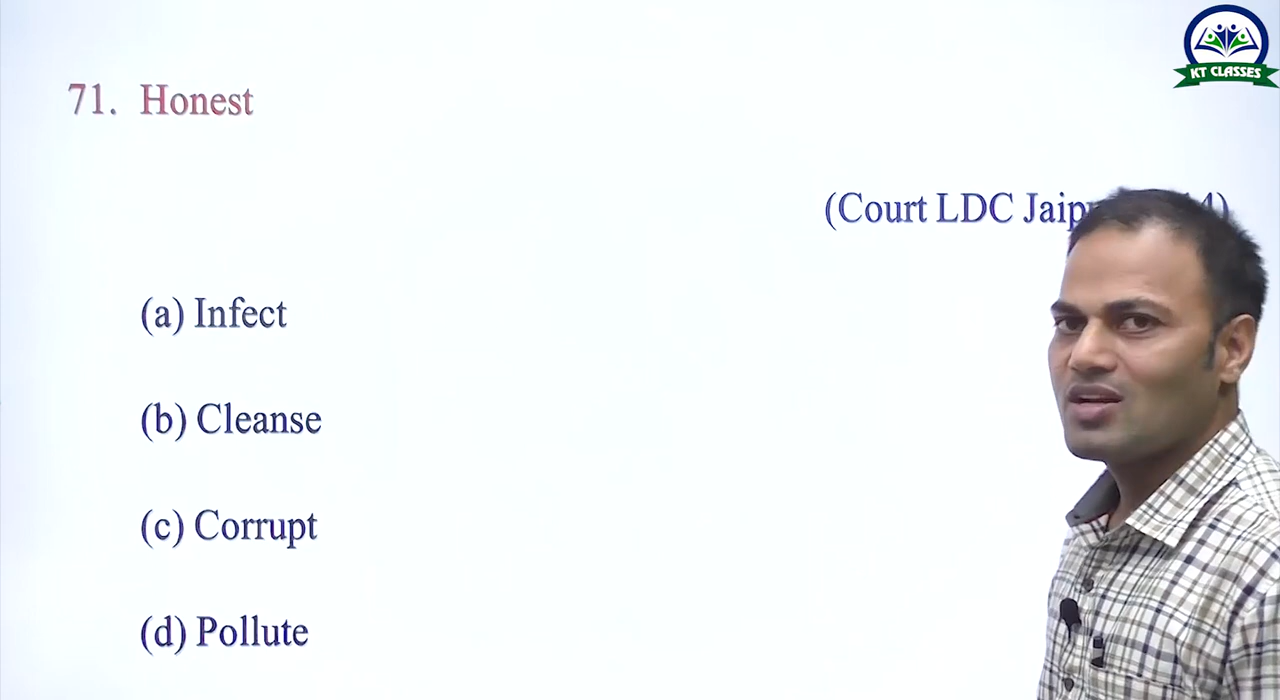 KT CLASSES
71. Honest
(Court LDC
(a) Infect
(b) Cleanse
(c) Corrupt
(d) Pollute